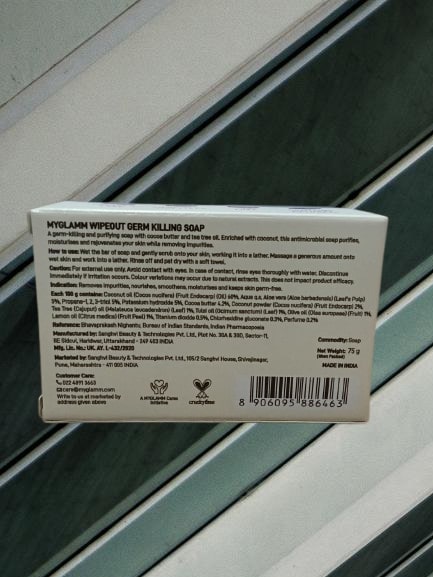 MYGLAMM WIPEOUT GERM KILLING SOAP
A germ-killing and purifying soap with cocoa butter and tea tree oil. Enriched with coconut, this antimicrobial soap purifies,
moisturises and rejuvenates your skin while removing impurities.
How to use: Wet the bar of soap and gently scrub onto your skin, working it into a lather. Massage a generous amount onto
wet skin and work into a lather. Rinse off and pat dry with a soft towel.
Caution: For external use only. Avoid contact with eyes. In case of contact, rinse eyes thoroughly with water. Discontinue
immediately if irritation occurs. Colour variations may occur due to natural extracts. This does not impact product efficacy.
Indication: Removes impurities, nourishes, smoothens, moisturises and keeps skin germ-free.
Each 100 g contains: Coconut oil (Cocos nucifera) (Fruit Endocarp) (Oil) 60%, Aqua q.s, Aloe vera (Aloe barbadensis) (Leaf's Pulp)
5%, Propane-1, 2, 3-triol 5%, Potassium hydroxide 5%, Cocoa butter 4.2%, Coconut powder (Cocos nucifera) (Fruit Endocarp) 2%,
Tea Tree (Cajuput) oil (Melaleuca leucadendron) (Leaf) 1%, Tulsi oil (Ocimum sanctum) (Leaf) 1%, Olive oil (Olea europaea) (Fruit) 1%,
Lemon oil (Citrus medica) (Fruit Peel) 1%, Titanium dioxide 0.5%, Chlorhexidine gluconate 0.3%, Perfume 0.2%
Reference: Bhavaprakash Nighantu, Bureau of Indian Standards, Indian Pharmacopoeia
Manufactured by: Sanghvi Beauty & Technologies Pvt. Ltd., Plot No. 30A & 33D, Sector-11,
IIE Sidcul, Haridwar, Uttarakhand - 249 403 INDIA
Mfg. Lic. No.: UK. AY. L-432/2020
Marketed by: Sanghvi Beauty & Technologies Pvt. Ltd., 105/2 Sanghvi House, Shivajinagar,
Pune, Maharashtra - 411 005 INDIA
Commodity: Soap
Net Weight: 75 g
(When Packed)
MADE IN INDIA
Customer Care:
022 4891 3663
care@myglamm.com
Write to us at marketed by
address given above
A MYGLAMM Cares
Initiative
crueltyfree
8 906095 886463